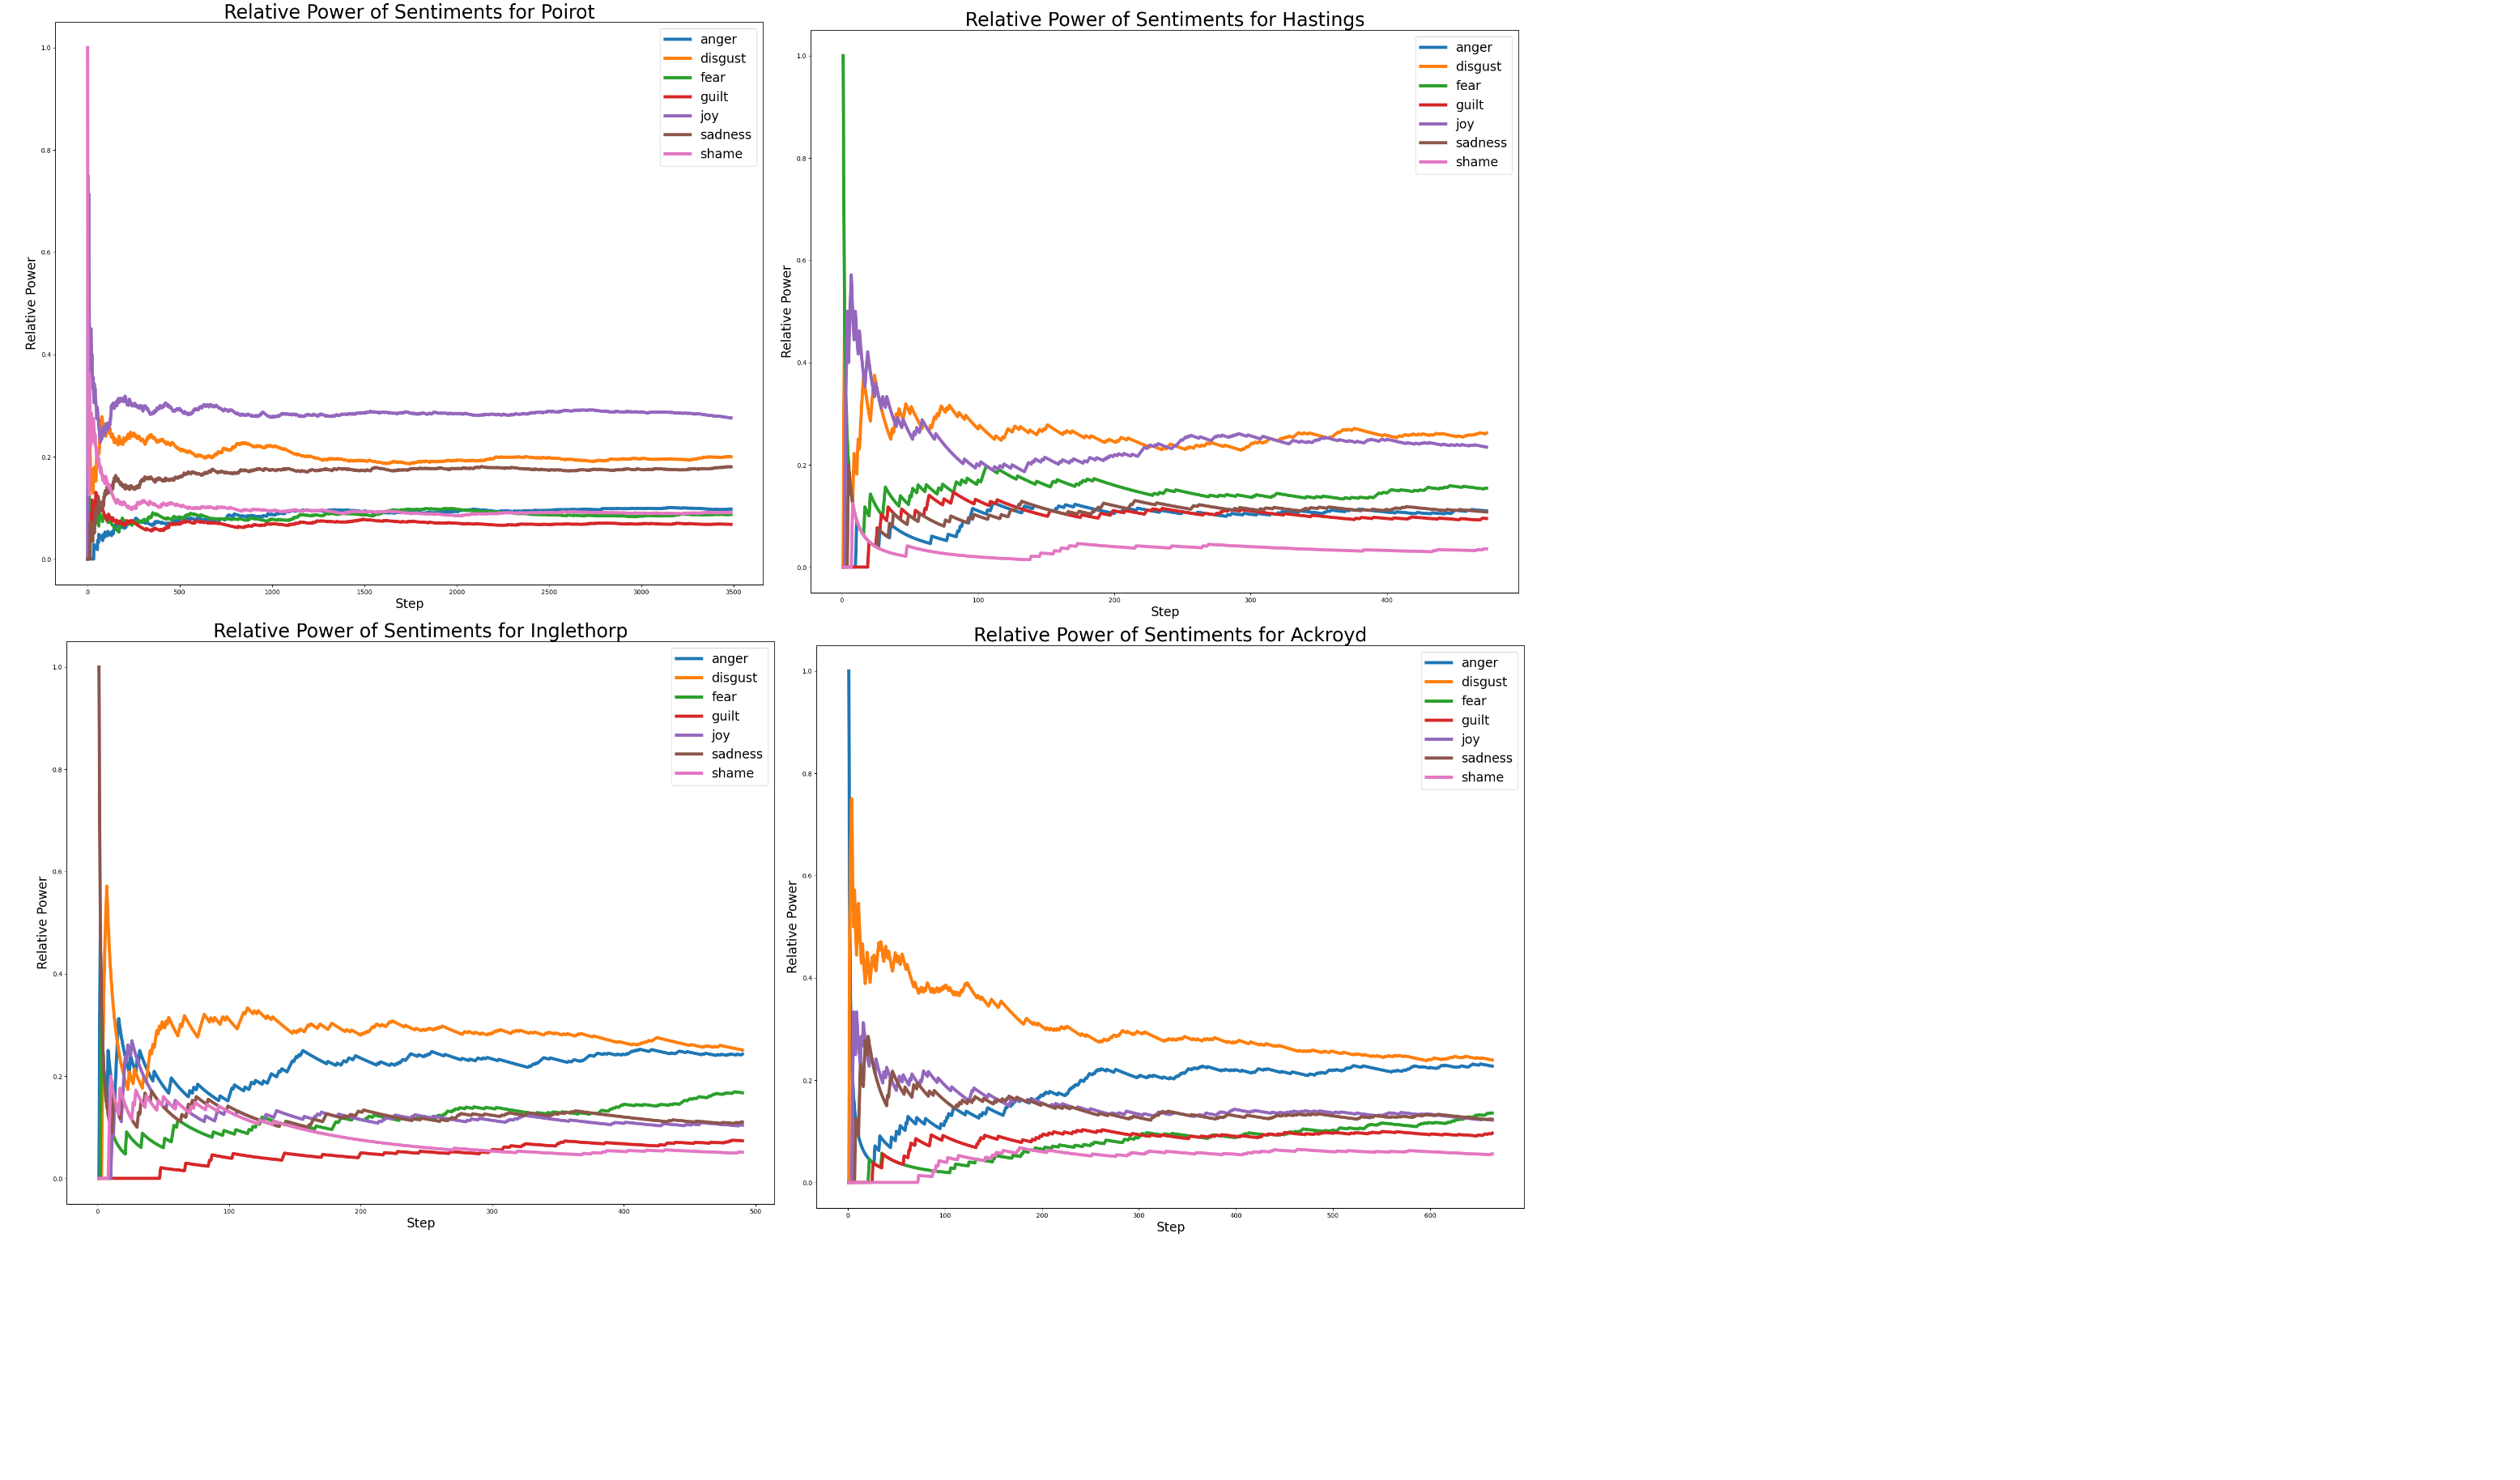 Relative Power of Sentiments for Poirot
1.0
0.8
0.6
0.4
0.2
0.0
Relative Power
0 500 1000 1500 2000 2500 3000 3500
Step
anger
disgust
fear
guilt
joy
sadness
shame
Relative Power of Sentiments for Hastings
1.0
0.8
0.6
0.4
0.2
0.0
Relative Power
0 100 200 300 400
Step
anger
disgust
fear
guilt
joy
sadness
shame
Relative Power of Sentiments for Inglethorp
1.0
0.8
0.6
0.4
0.2
0.0
Relative Power
0 100 200 300 400 500
Step
anger
disgust
fear
guilt
joy
sadness
shame
Relative Power of Sentiments for Ackroyd
1.0
0.8
0.6
0.4
0.2
0.0
Relative Power
0 100 200 300 400 500 600
Step
anger
disgust
fear
guilt
joy
sadness
shame